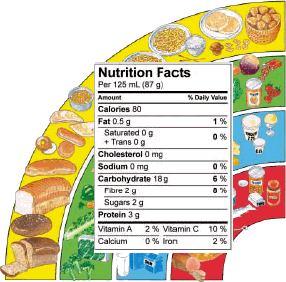 Nutrition Facts
Per 125 mL (87 g)
Amount % Daily Value
Calories 80
Fat 0.5 g 1 %
Saturated 0 g
+ Trans 0 g
0 %
Cholesterol 0 mg
Sodium 0 mg 0 %
Carbohydrate 18 g 6 %
Fibre 2 g 8 %
Sugars 2 g
Protein 3 g
Vitamin A 2 % Vitamin C 10 %
Calcium 0 % Iron 2 %